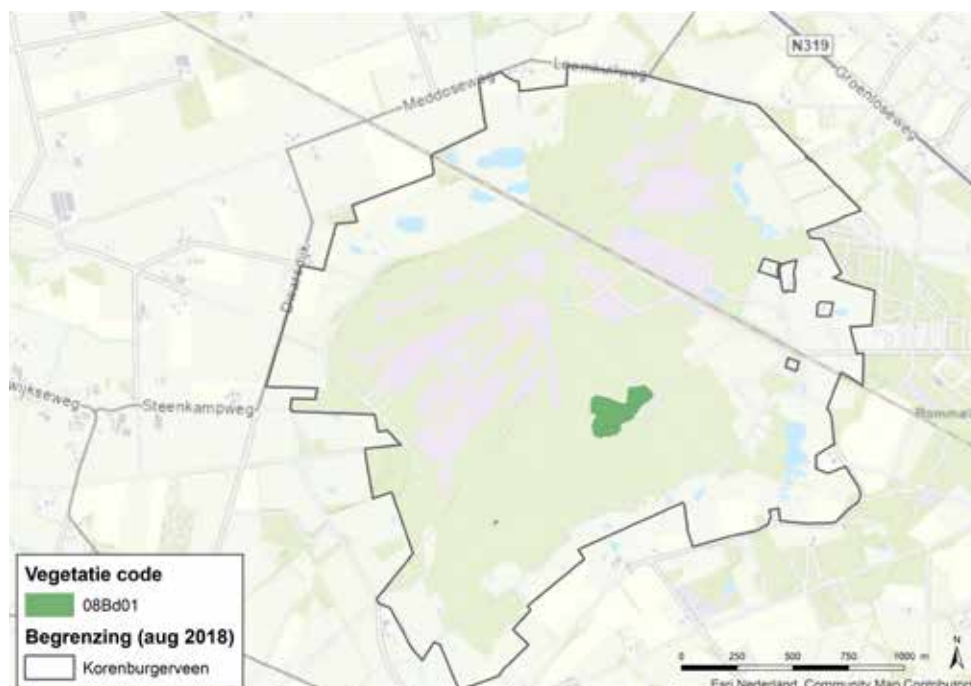 N319
Groenloseweg
Meddoseweg
Steenkampweg
wijkseweg
Vegetatie code
08Bd01
Begrenzing (aug 2018)
Korenburgerveen
N
0 250 500 750 1000 m
Esri Nederland, Community Map Contributors